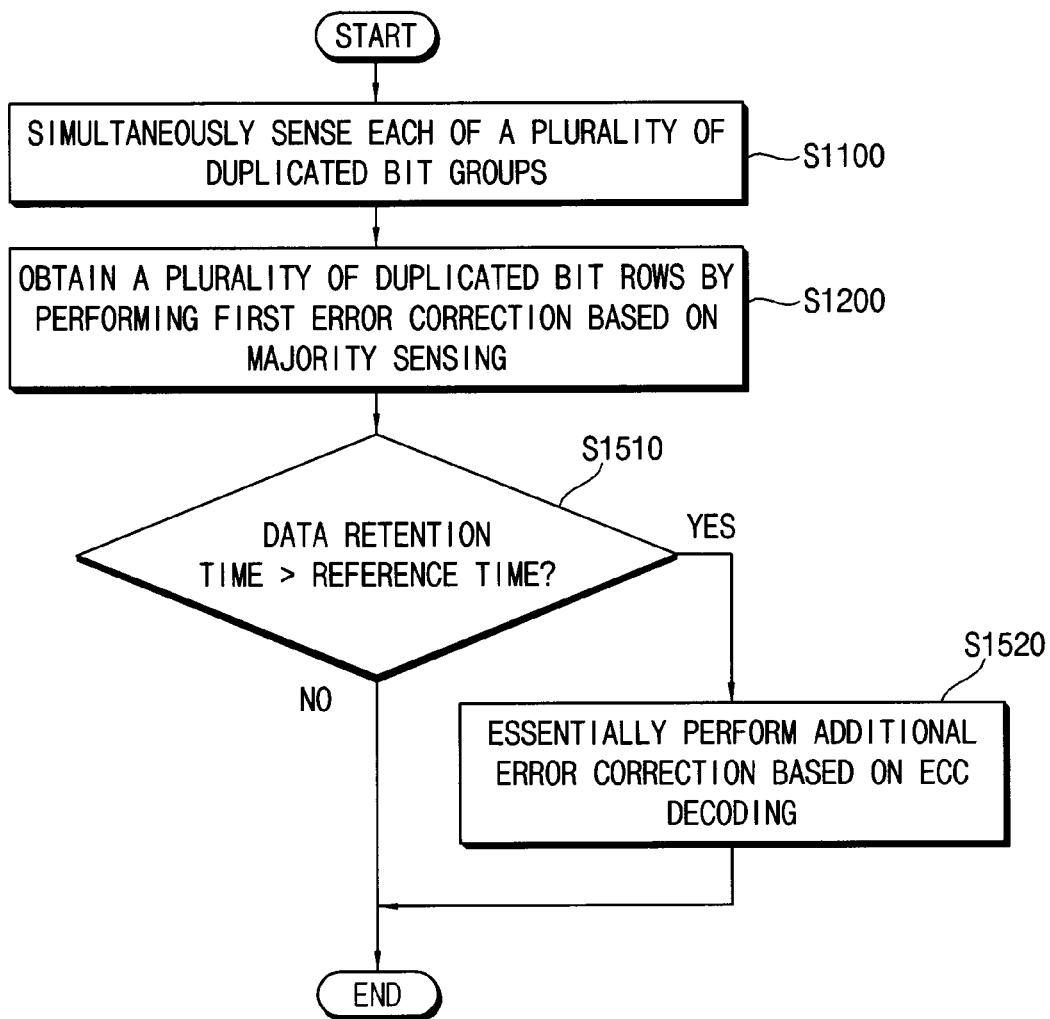 START
SIMULTANEOUSLY SENSE EACH OF A PLURALITY OF
DUPLICATED BIT GROUPS
S1100
OBTAIN A PLURALITY OF DUPLICATED BIT ROWS BY
PERFORMING FIRST ERROR CORRECTION BASED ON
MAJORITY SENSING
S1200
S1510
DATA RETENTION
TIME > REFERENCE TIME?
YES
NO
S1520
ESSENTIALLY PERFORM ADDITIONAL
ERROR CORRECTION BASED ON ECC
DECODING
END